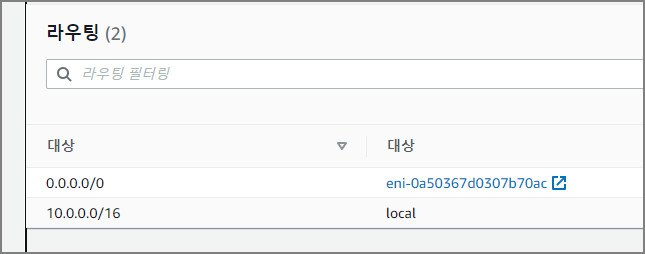 라우팅 (2)
라우팅 필터링
대상 대상
0.0.0.0/0 eni-0a50367d0307b70ac
10.0.0.0/16 local